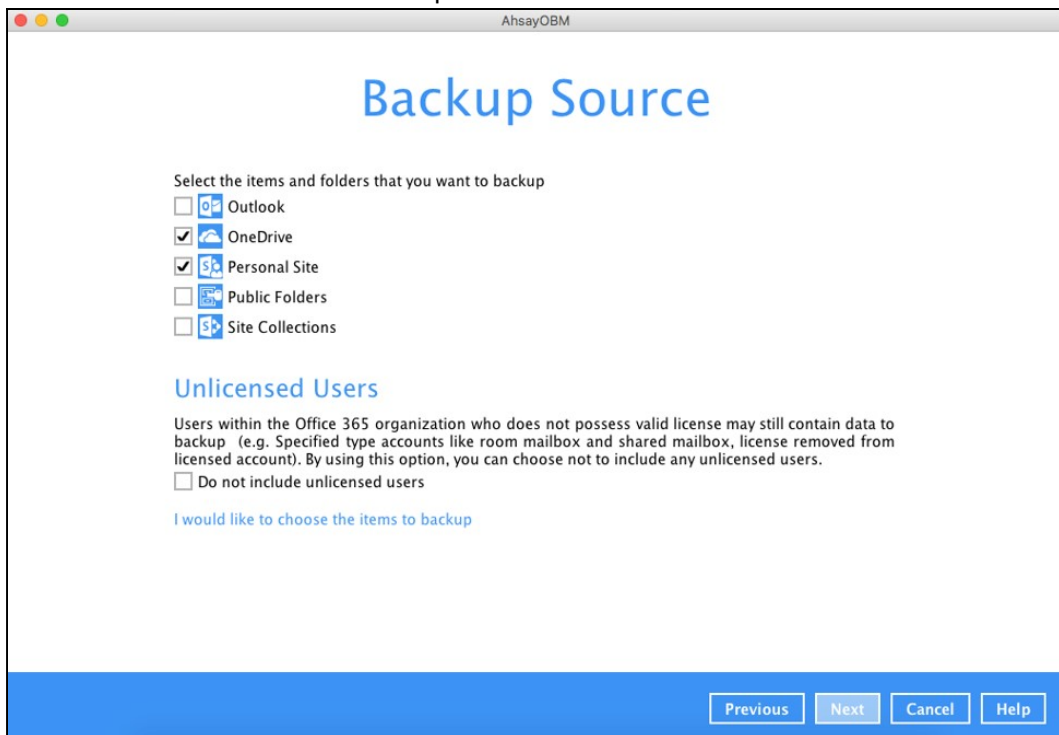 AhsayOBM
Backup Source
Select the items and folders that you want to backup
Outlook
OneDrive
Personal Site
Public Folders
Site Collections
Unlicensed Users
Users within the Office 365 organization who does not possess valid license may still contain data to
backup (e.g. Specified type accounts like room mailbox and shared mailbox, license removed from
licensed account). By using this option, you can choose not to include any unlicensed users.
Do not include unlicensed users
I would like to choose the items to backup
Previous Next Cancel Help